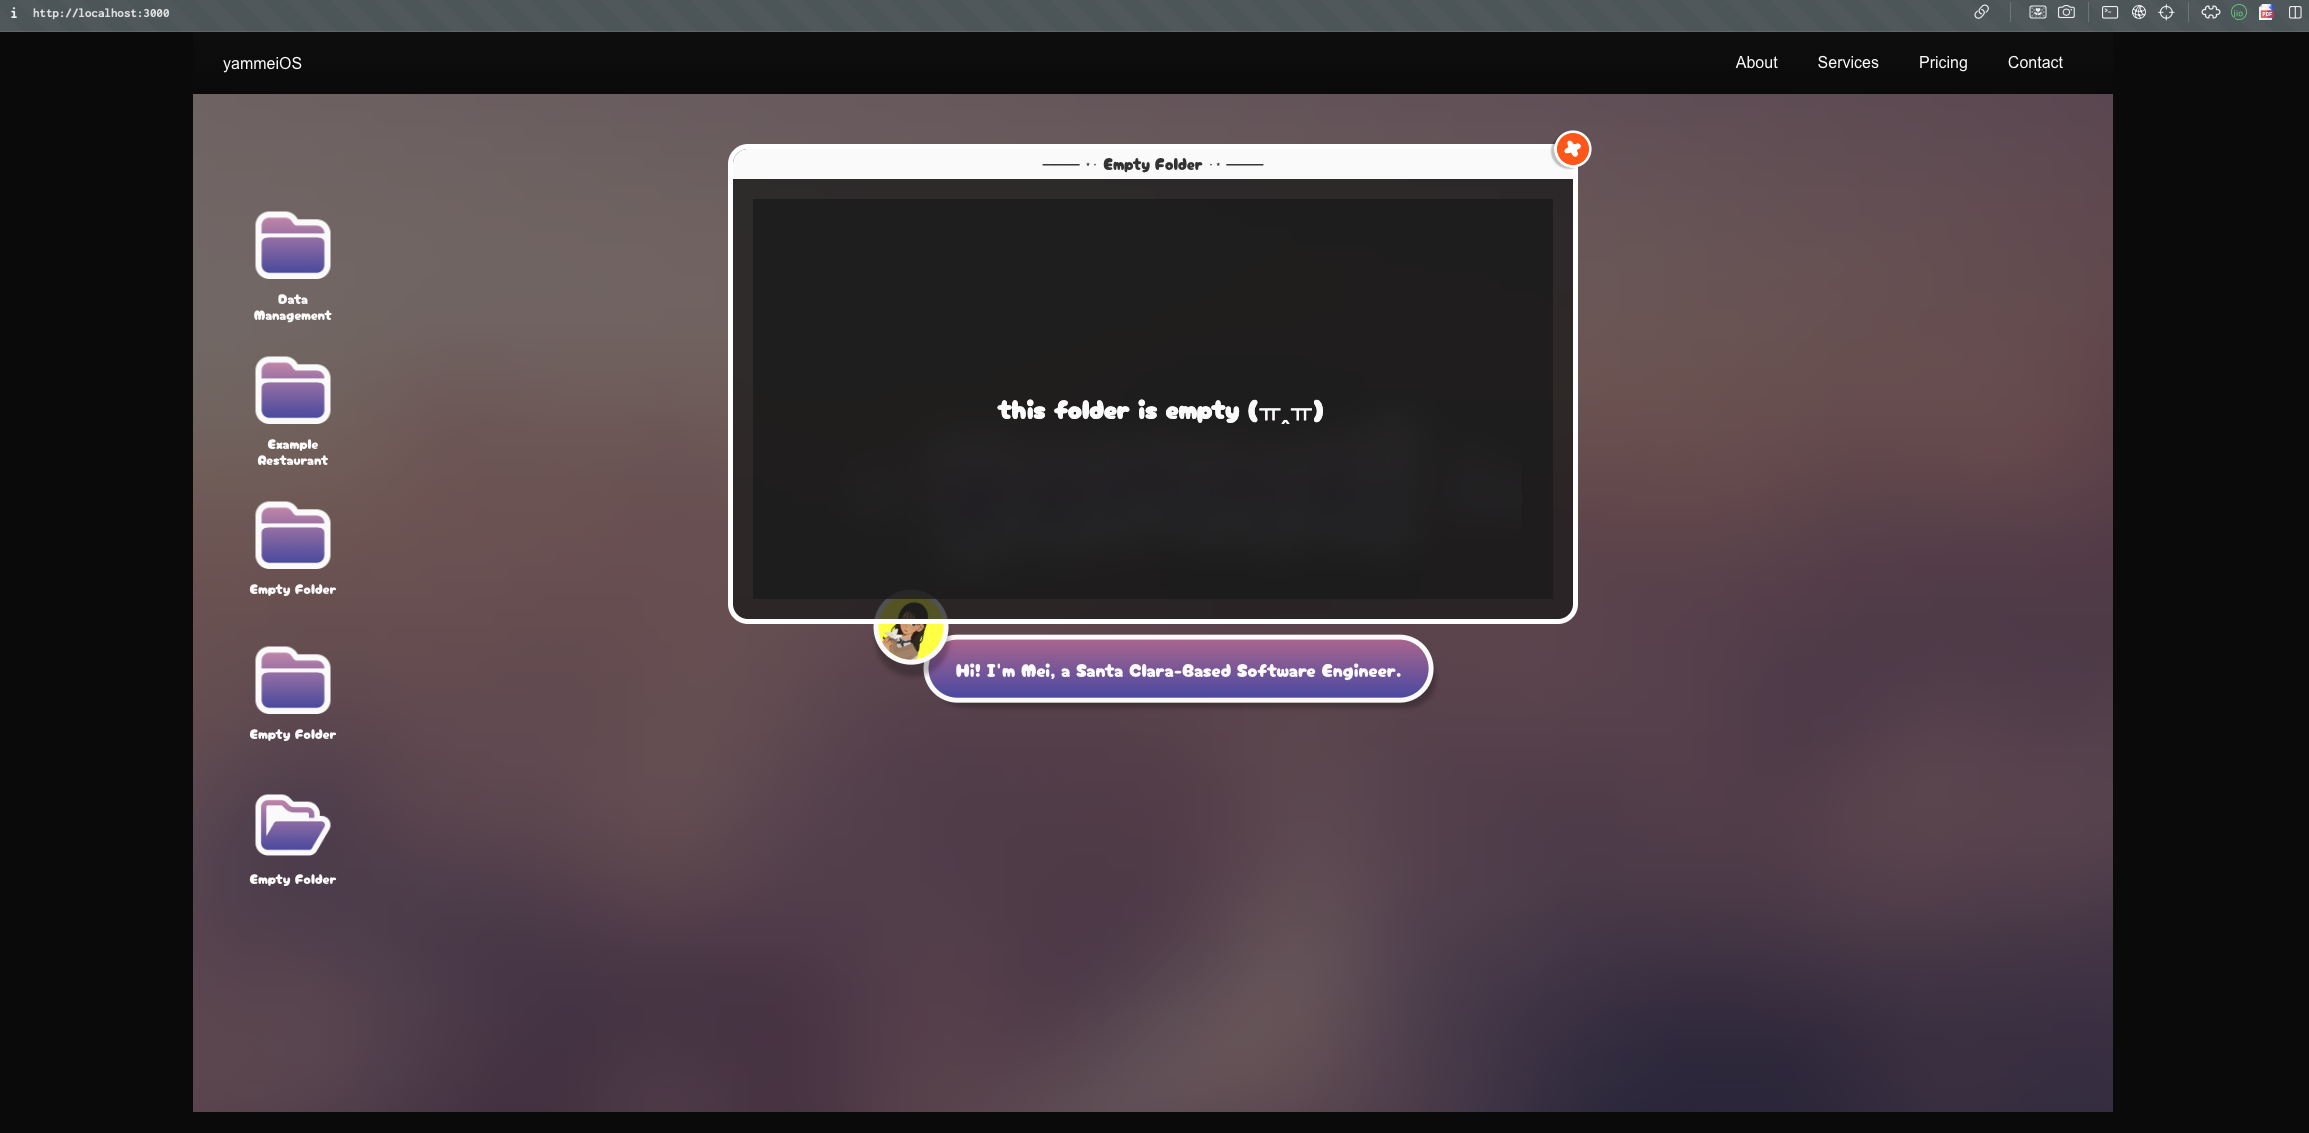 http://localhost:3000
yammeiOS
About Services Pricing Contact
Empty Folder
Data
Management
Example
Restaurant
Empty Folder
Empty Folder
Empty Folder
this folder is empty (ㅠ‸ㅠ)
Hi! I'm Mei, a Santa Clara-Based Software Engineer.